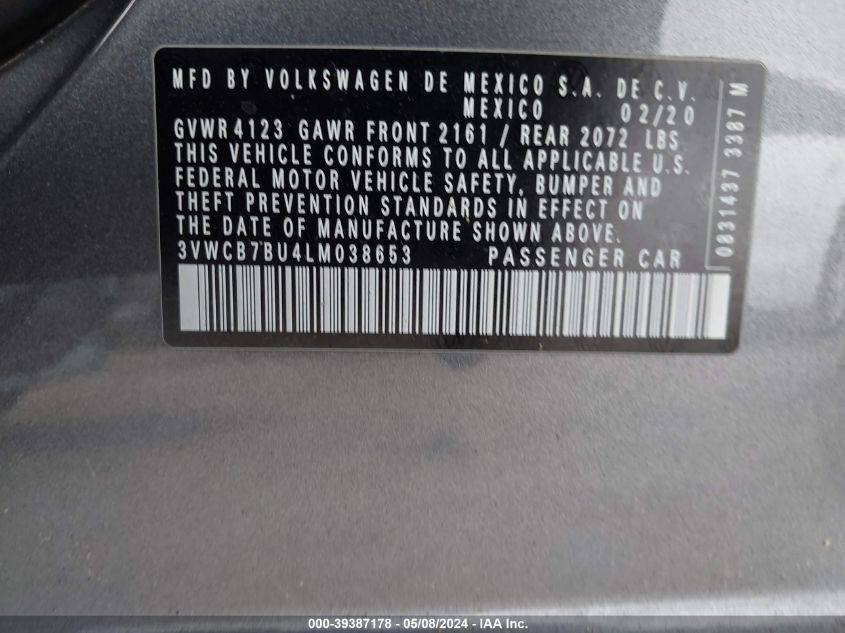 MFD BY VOLKSWAGEN DE MEXICO S.A. DE C.V.
MEXICO 02/20
GVWR 4123 GAWR FRONT 2161 / REAR 2072 LBS
THIS VEHICLE CONFORMS TO ALL APPLICABLE U.S.
FEDERAL MOTOR VEHICLE SAFETY, BUMPER AND
THEFT PREVENTION STANDARDS IN EFFECT ON
THE DATE OF MANUFACTURE SHOWN ABOVE.
3VWCB7BU4LM038653 PASSENGER CAR
0831437 3387 M
000-39387178 - 05/08/2024 - IAA Inc.